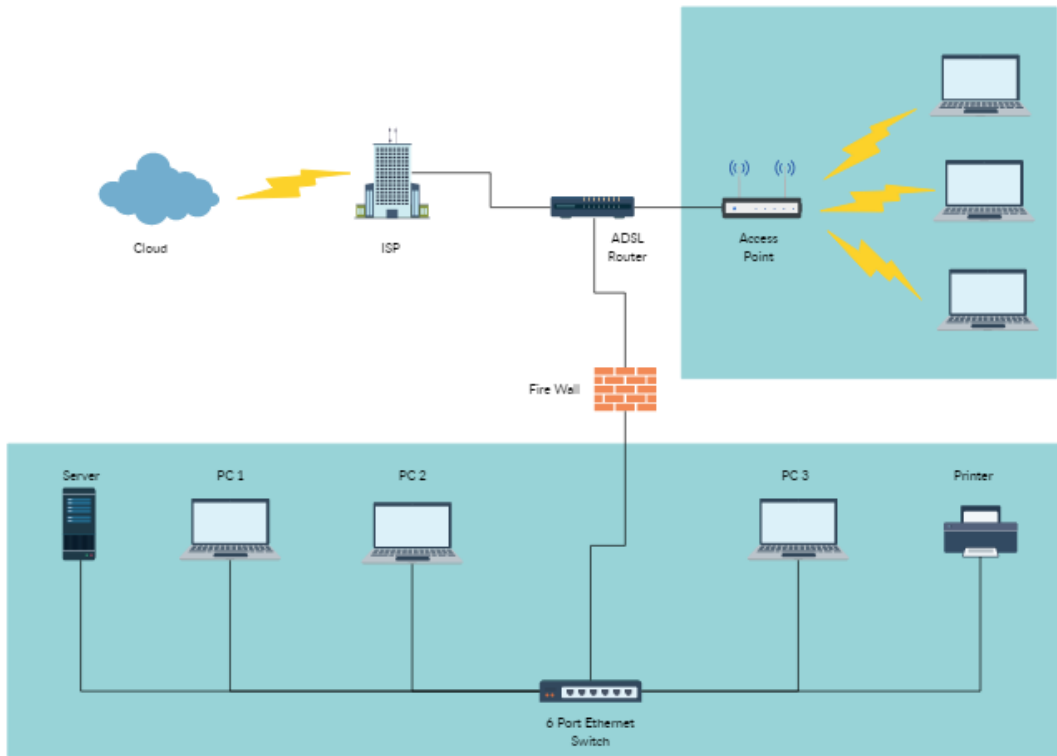 Cloud
ISP
ADSL
Router
Access
Point
Fire Wall
Server
PC 1
PC 2
PC 3
Printer
6 Port Ethernet
Switch